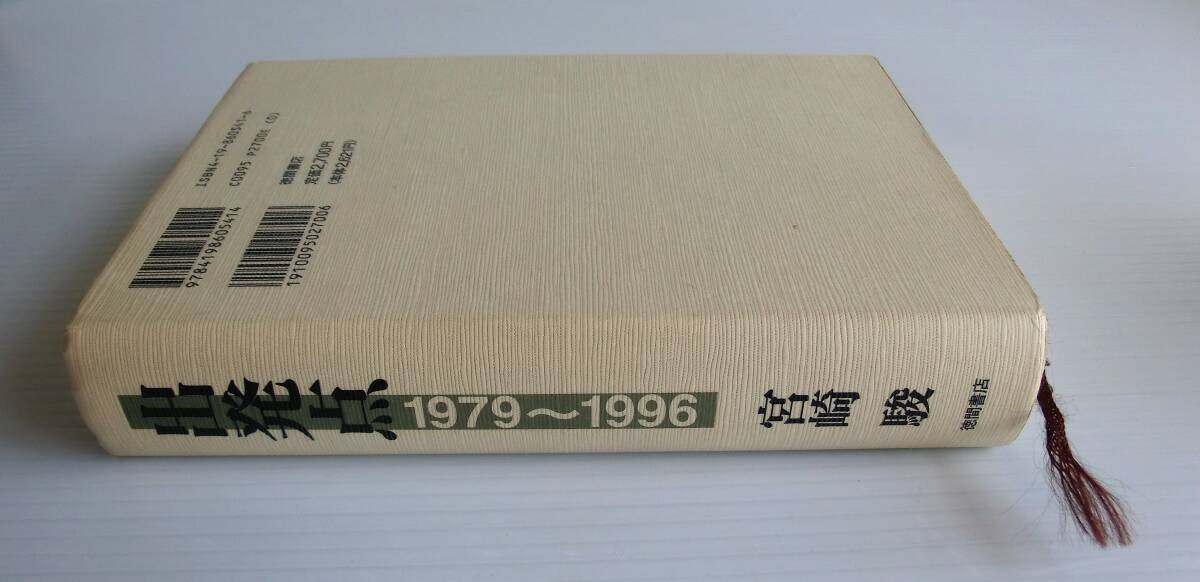 ISBN4-19-860541-6
C0095 P2700E (0)
徳間書店
定価2,700円
(本体2,621円)
9784198605414
1910095027006
出発点 1979〜1996 宮崎 駿 徳間書店